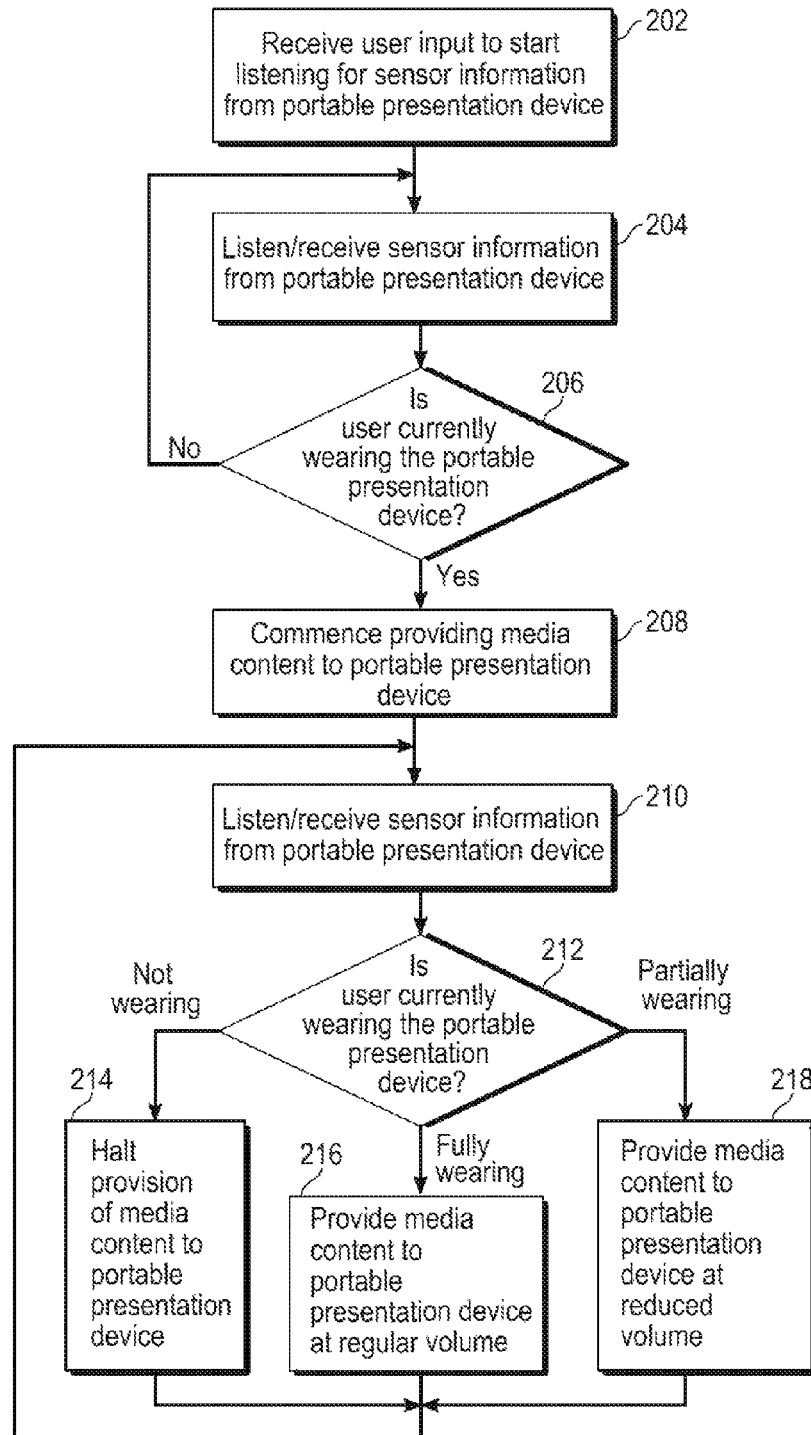 Receive user input to start
listening for sensor information
from portable presentation device
202
Listen/receive sensor information
from portable presentation device
204
Is
user currently
wearing the portable
presentation
device?
206
No
Yes
Commence providing media
content to portable presentation
device
208
Listen/receive sensor information
from portable presentation device
210
Is
user currently
wearing the portable
presentation
device?
212
Not
wearing
Partially
wearing
Fully
wearing
214
Halt
provision
of media
content to
portable
presentation
device
216
Provide media
content to
portable
presentation device
at regular volume
218
Provide media
content to
portable
presentation
device at
reduced
volume